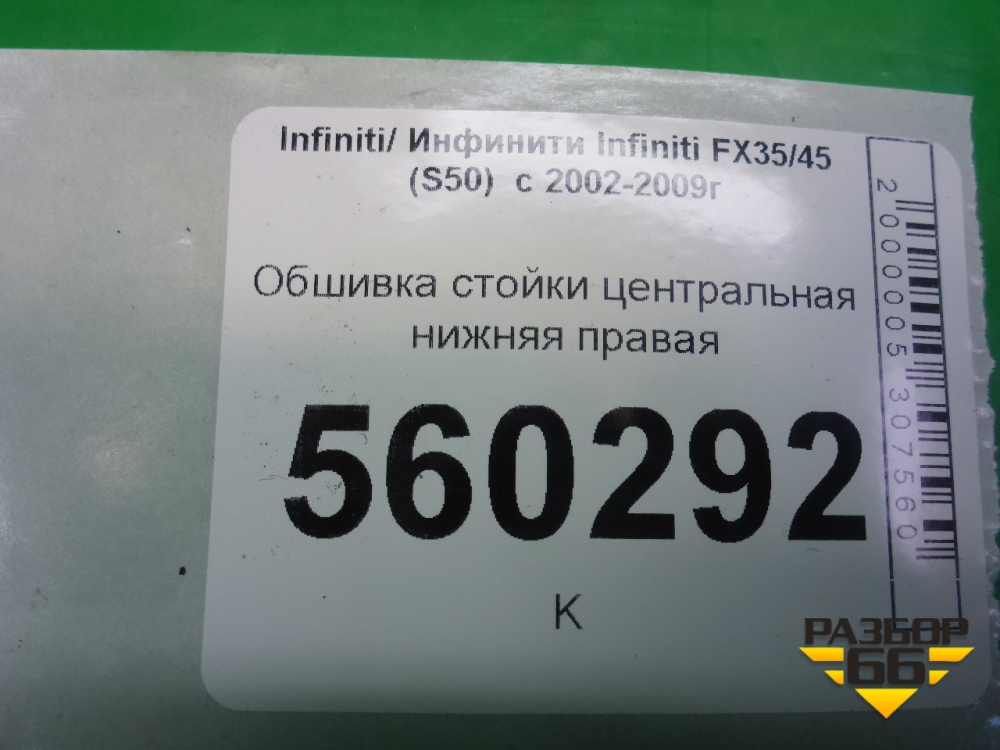 Infiniti/ Инфинити Infiniti FX35/45
(S50) с 2002-2009г
Обшивка стойки центральная
нижняя правая
560292
К
2000005307560
РАЗБОР
66